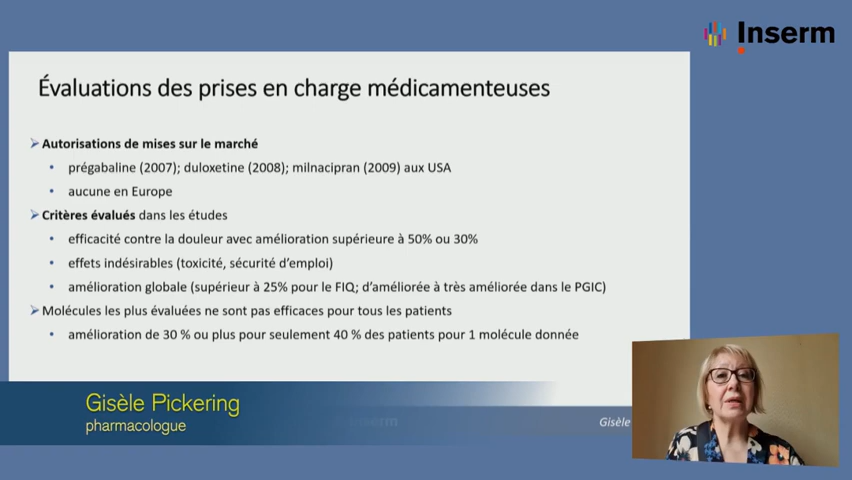 Inserm
Évaluations des prises en charge médicamenteuses
Autorisations de mises sur le marché
prégabaline (2007); duloxetine (2008); milnacipran (2009) aux USA
aucune en Europe
Critères évalués dans les études
efficacité contre la douleur avec amélioration supérieure à 50% ou 30%
effets indésirables (toxicité, sécurité d'emploi)
amélioration globale (supérieur à 25% pour le FIQ; d'améliorée à très améliorée dans le PGIC)
Molécules les plus évaluées ne sont pas efficaces pour tous les patients
amélioration de 30 % ou plus pour seulement 40 % des patients pour 1 molécule donnée
Gisèle Pickering
pharmacologue
Gisèle